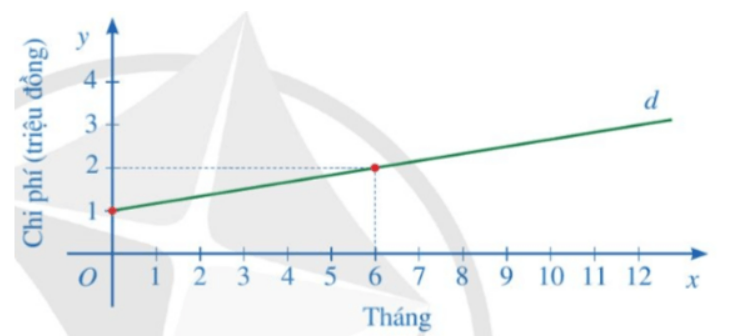 y
Chi phí (triệu đồng)
4
3
2
1
d
O 1 2 3 4 5 6 7 8 9 10 11 12 x
Tháng